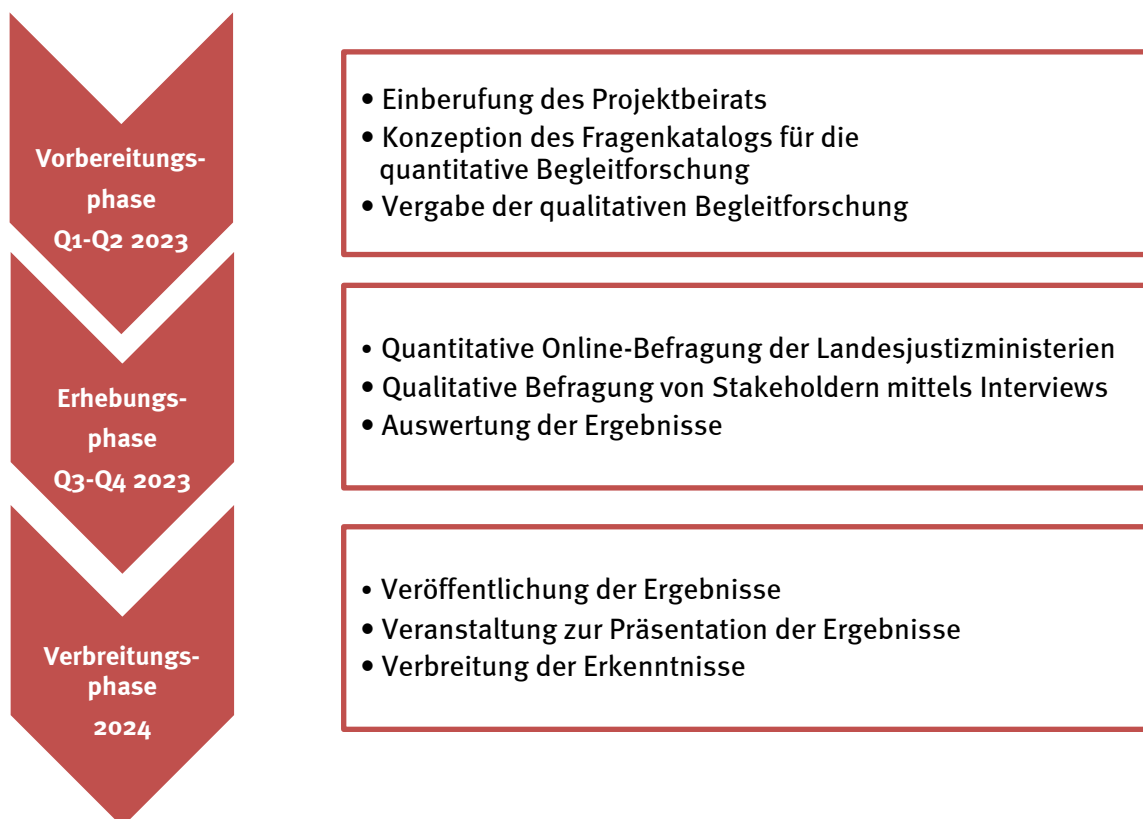 Vorbereitungs-
phase
Q1-Q2 2023
• Einberufung des Projektbeirats
• Konzeption des Fragenkatalogs für die
quantitative Begleitforschung
• Vergabe der qualitativen Begleitforschung
Erhebungs-
phase
Q3-Q4 2023
• Quantitative Online-Befragung der Landesjustizministerien
• Qualitative Befragung von Stakeholdern mittels Interviews
• Auswertung der Ergebnisse
Verbreitungs-
phase
2024
• Veröffentlichung der Ergebnisse
• Veranstaltung zur Präsentation der Ergebnisse
• Verbreitung der Erkenntnisse